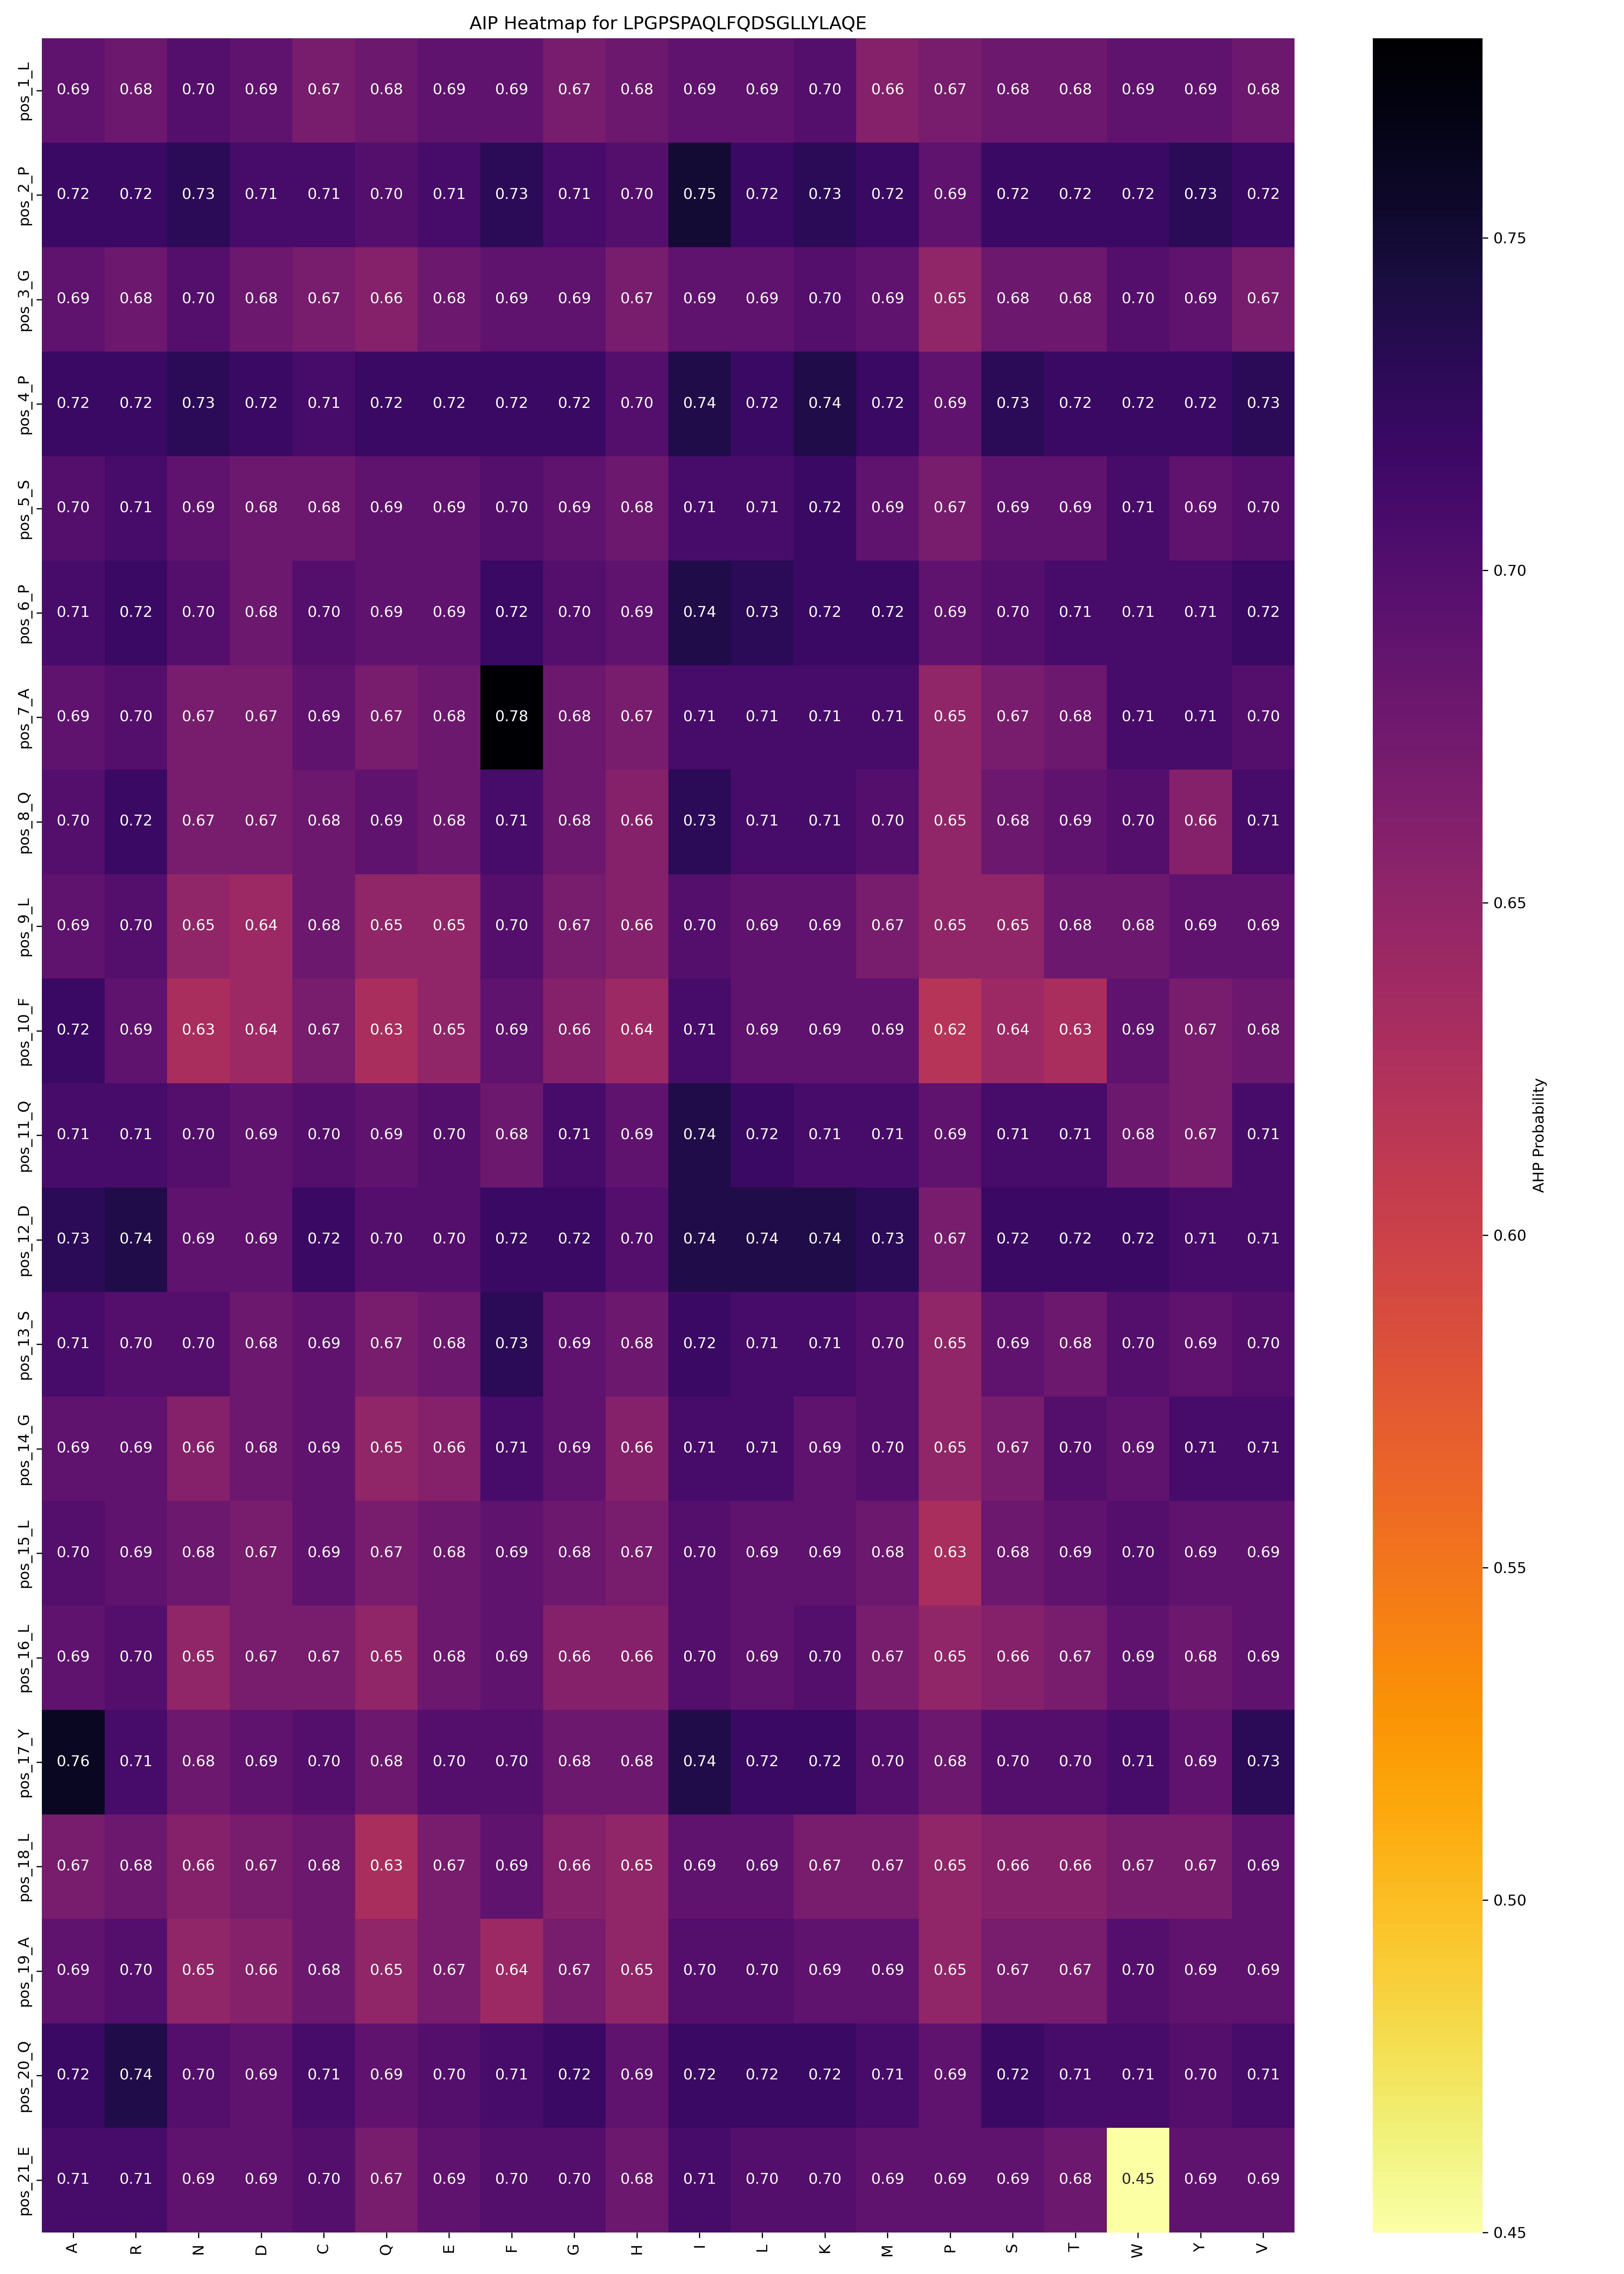 AIP Heatmap for LPGPSPAQLFQDSGLLYLAQE
pos_1_L 0.69 0.68 0.70 0.69 0.67 0.68 0.69 0.69 0.67 0.68 0.69 0.69 0.70 0.66 0.67 0.68 0.68 0.69 0.69 0.68
pos_2_P 0.72 0.72 0.73 0.71 0.71 0.70 0.71 0.73 0.71 0.70 0.75 0.72 0.73 0.72 0.69 0.72 0.72 0.72 0.73 0.72
pos_3_G 0.69 0.68 0.70 0.68 0.67 0.66 0.68 0.69 0.69 0.67 0.69 0.69 0.70 0.69 0.65 0.68 0.68 0.70 0.69 0.67
pos_4_P 0.72 0.72 0.73 0.72 0.71 0.72 0.72 0.72 0.72 0.70 0.74 0.72 0.74 0.72 0.69 0.73 0.72 0.72 0.72 0.73
pos_5_S 0.70 0.71 0.69 0.68 0.68 0.69 0.69 0.70 0.69 0.68 0.71 0.71 0.72 0.69 0.67 0.69 0.69 0.71 0.69 0.70
pos_6_P 0.71 0.72 0.70 0.68 0.70 0.69 0.69 0.72 0.70 0.69 0.74 0.73 0.72 0.72 0.69 0.70 0.71 0.71 0.71 0.72
pos_7_A 0.69 0.70 0.67 0.67 0.69 0.67 0.68 0.78 0.68 0.67 0.71 0.71 0.71 0.71 0.65 0.67 0.68 0.71 0.71 0.70
pos_8_Q 0.70 0.72 0.67 0.67 0.68 0.69 0.68 0.71 0.68 0.66 0.73 0.71 0.71 0.70 0.65 0.68 0.69 0.70 0.66 0.71
pos_9_L 0.69 0.70 0.65 0.64 0.68 0.65 0.65 0.70 0.67 0.66 0.70 0.69 0.69 0.67 0.65 0.65 0.68 0.68 0.69 0.69
pos_10_F 0.72 0.69 0.63 0.64 0.67 0.63 0.65 0.69 0.66 0.64 0.71 0.69 0.69 0.69 0.62 0.64 0.63 0.69 0.67 0.68
pos_11_Q 0.71 0.71 0.70 0.69 0.70 0.69 0.70 0.68 0.71 0.69 0.74 0.72 0.71 0.71 0.69 0.71 0.71 0.68 0.67 0.71
pos_12_D 0.73 0.74 0.69 0.69 0.72 0.70 0.70 0.72 0.72 0.70 0.74 0.74 0.74 0.73 0.67 0.72 0.72 0.72 0.71 0.71
pos_13_S 0.71 0.70 0.70 0.68 0.69 0.67 0.68 0.73 0.69 0.68 0.72 0.71 0.71 0.70 0.65 0.69 0.68 0.70 0.69 0.70
pos_14_G 0.69 0.69 0.66 0.68 0.69 0.65 0.66 0.71 0.69 0.66 0.71 0.71 0.69 0.70 0.65 0.67 0.70 0.69 0.71 0.71
pos_15_L 0.70 0.69 0.68 0.67 0.69 0.67 0.68 0.69 0.68 0.67 0.70 0.69 0.69 0.68 0.63 0.68 0.69 0.70 0.69 0.69
pos_16_L 0.69 0.70 0.65 0.67 0.67 0.65 0.68 0.69 0.66 0.66 0.70 0.69 0.70 0.67 0.65 0.66 0.67 0.69 0.68 0.69
pos_17_Y 0.76 0.71 0.68 0.69 0.70 0.68 0.70 0.70 0.68 0.68 0.74 0.72 0.72 0.70 0.68 0.70 0.70 0.71 0.69 0.73
pos_18_L 0.67 0.68 0.66 0.67 0.68 0.63 0.67 0.69 0.66 0.65 0.69 0.69 0.67 0.67 0.65 0.66 0.66 0.67 0.67 0.69
pos_19_A 0.69 0.70 0.65 0.66 0.68 0.65 0.67 0.64 0.67 0.65 0.70 0.70 0.69 0.69 0.65 0.67 0.67 0.70 0.69 0.69
pos_20_Q 0.72 0.74 0.70 0.69 0.71 0.69 0.70 0.71 0.72 0.69 0.72 0.72 0.72 0.71 0.69 0.72 0.71 0.71 0.70 0.71
pos_21_E 0.71 0.71 0.69 0.69 0.70 0.67 0.69 0.70 0.70 0.68 0.71 0.70 0.70 0.69 0.69 0.69 0.68 0.45 0.69 0.69
A R N D C Q E F G H I L K M P S T W Y V
0.75
0.70
0.65
0.60
0.55
0.50
0.45
AHP Probability